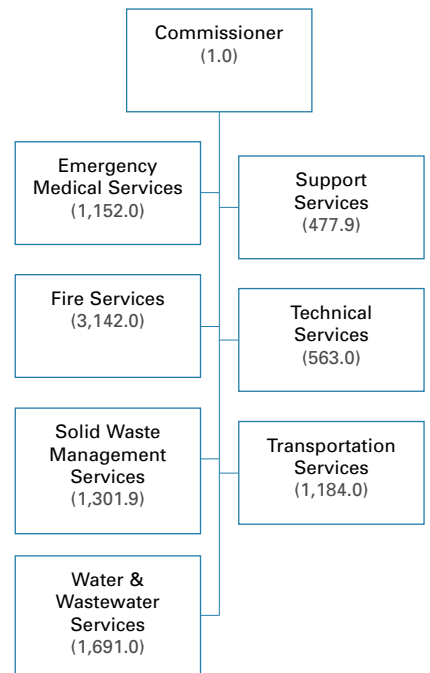 Commissioner
(1.0)
Emergency
Medical Services
(1,152.0)
Support
Services
(477.9)
Fire Services
(3,142.0)
Technical
Services
(563.0)
Solid Waste
Management
Services
(1,301.9)
Transportation
Services
(1,184.0)
Water &
Wastewater
Services
(1,691.0)